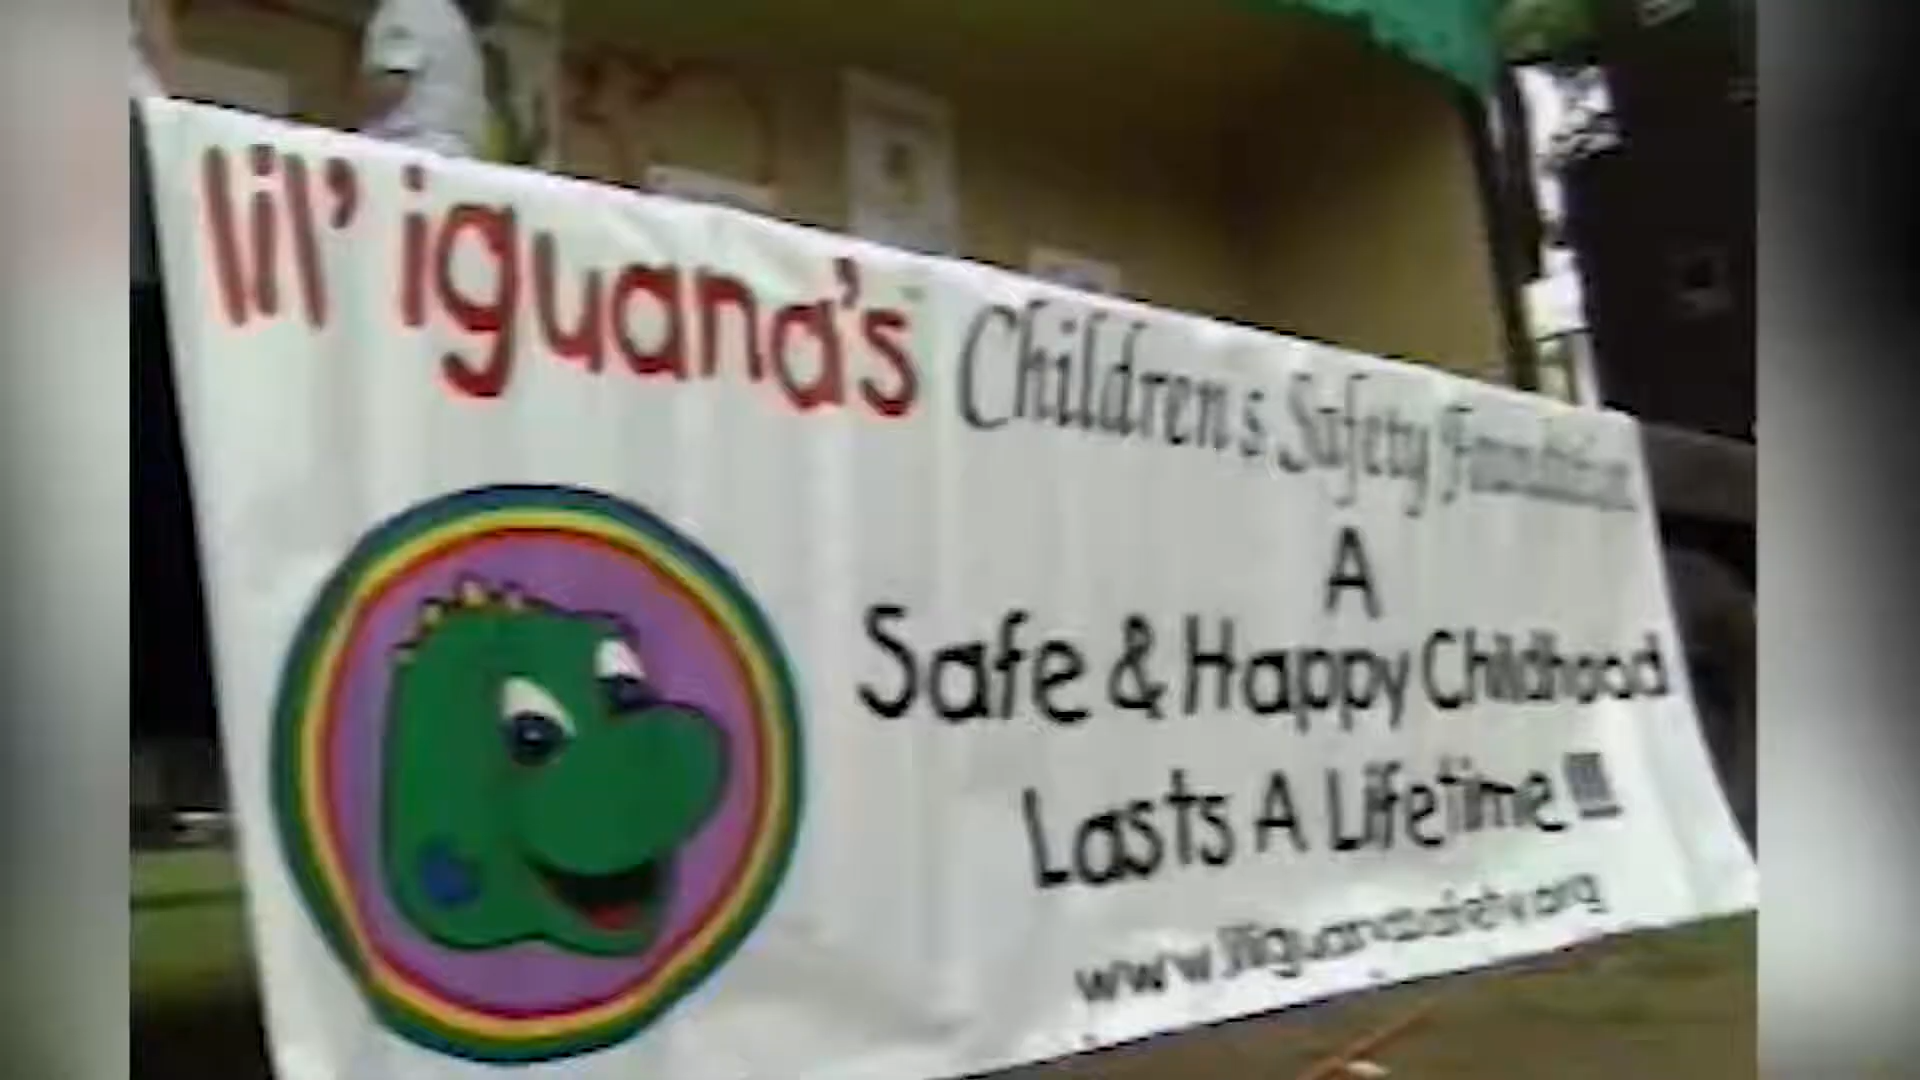 lil' iguana's Children's Safety Foundation
A
Safe & Happy Childhood
Lasts A Lifetime!!!
www.liliguanasafety.org